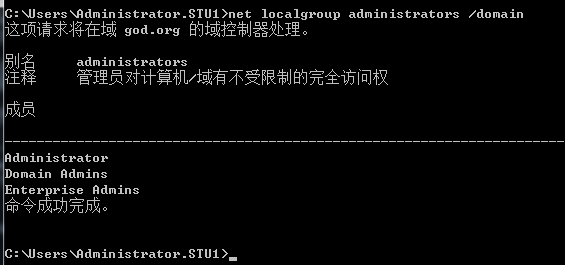 C:\Users\Administrator.STU1>net localgroup administrators /domain
这项请求将在域 god.org 的域控制器处理。
别名     administrators
注释     管理员对计算机/域有不受限制的完全访问权
成员
-------------------------------------------------------------------------------
Administrator
Domain Admins
Enterprise Admins
命令成功完成。
C:\Users\Administrator.STU1>_